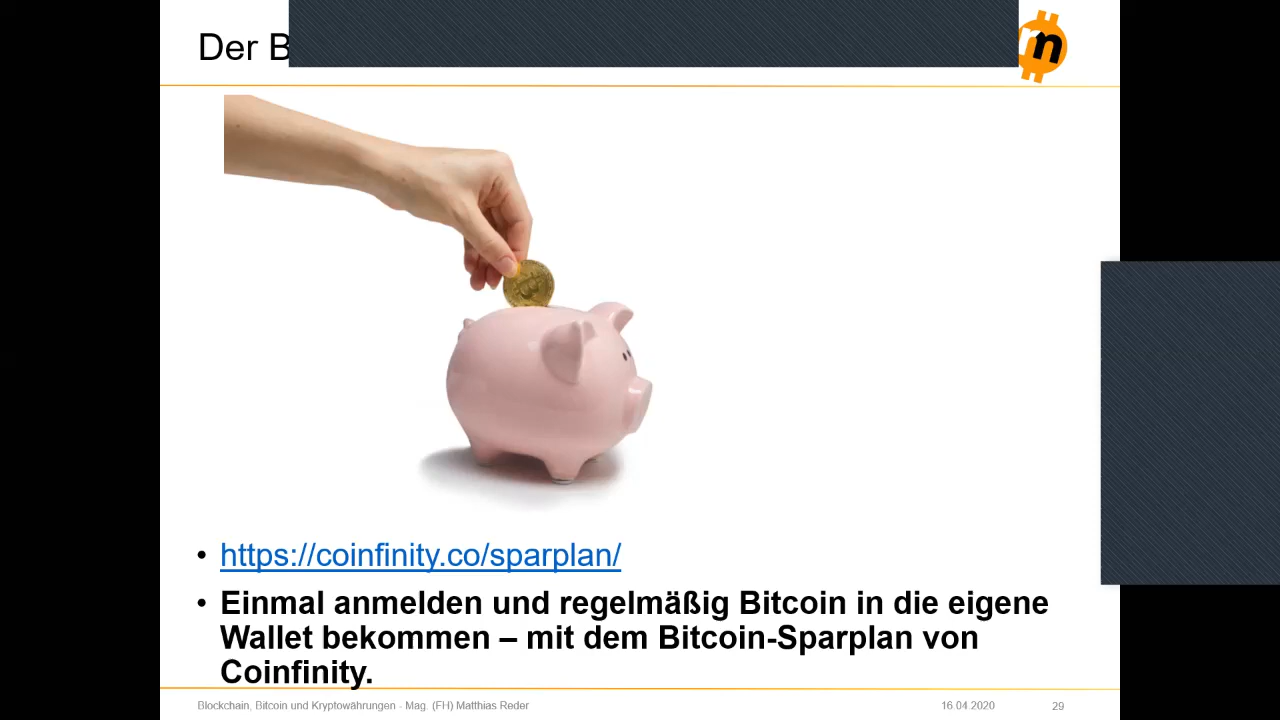 Der B
• https://coinfinity.co/sparplan/
• Einmal anmelden und regelmäßig Bitcoin in die eigene
Wallet bekommen – mit dem Bitcoin-Sparplan von
Coinfinity.
Blockchain, Bitcoin und Kryptowährungen - Mag. (FH) Matthias Reder 16.04.2020 29